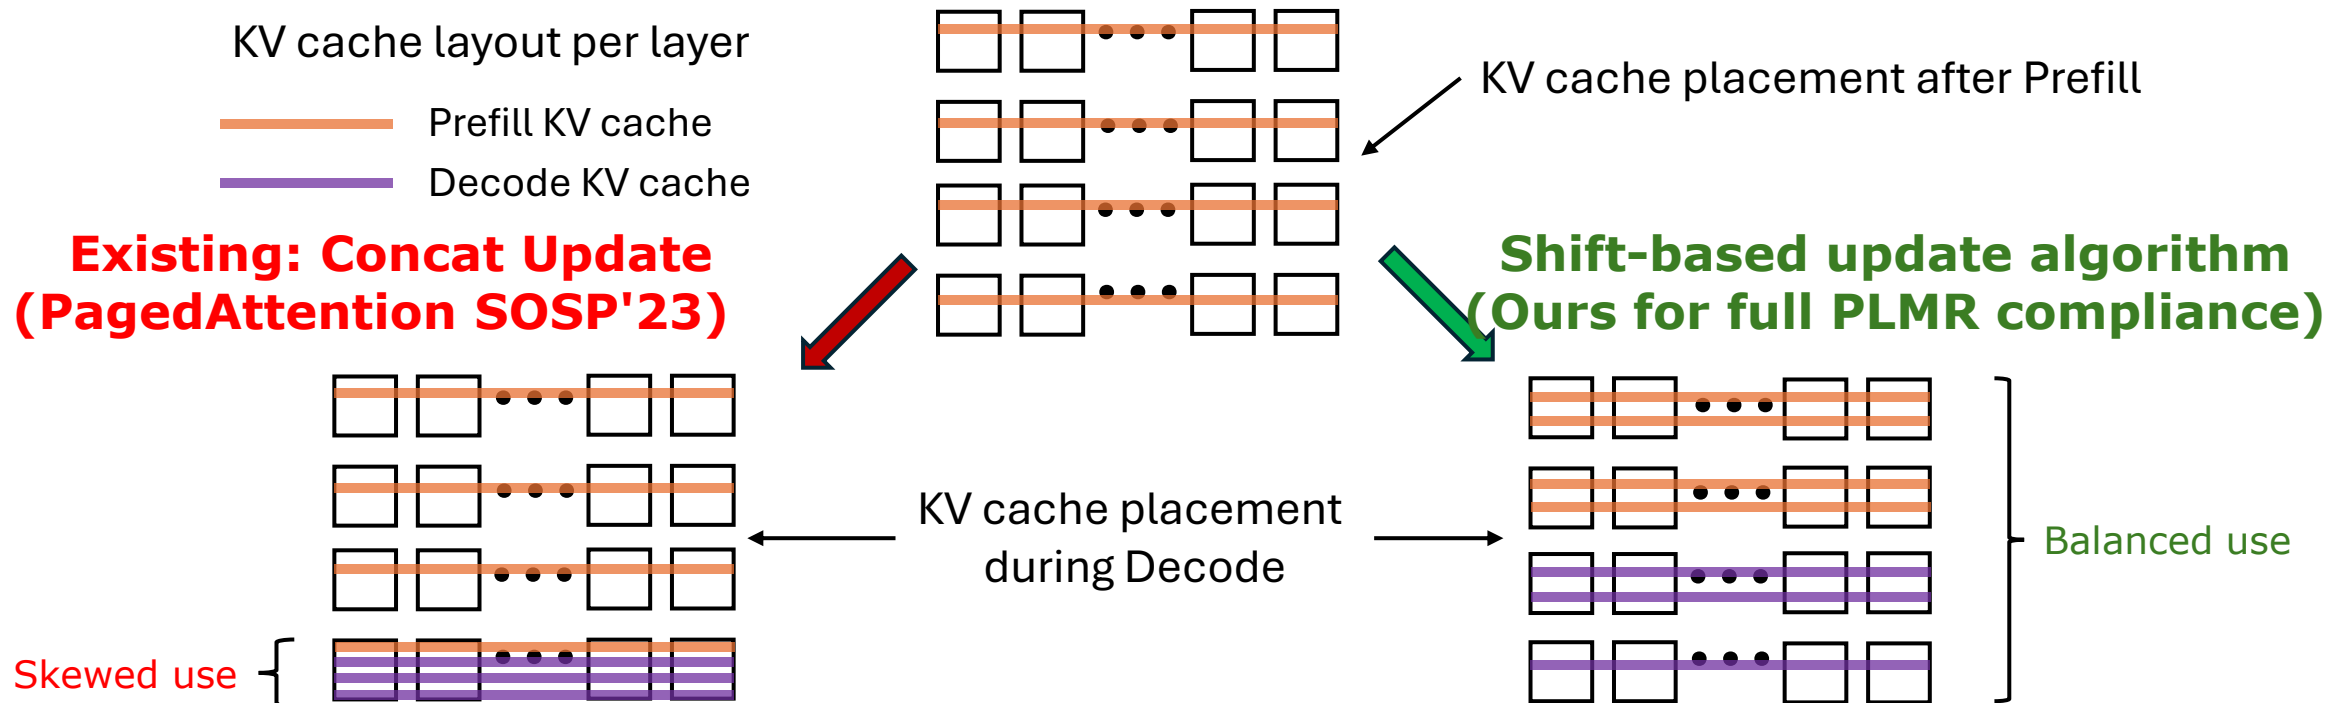 KV cache layout per layer
Prefill KV cache
Decode KV cache
KV cache placement after Prefill
Existing: Concat Update
(PagedAttention SOSP'23)
Shift-based update algorithm
(Ours for full PLMR compliance)
KV cache placement
during Decode
Balanced use
Skewed use